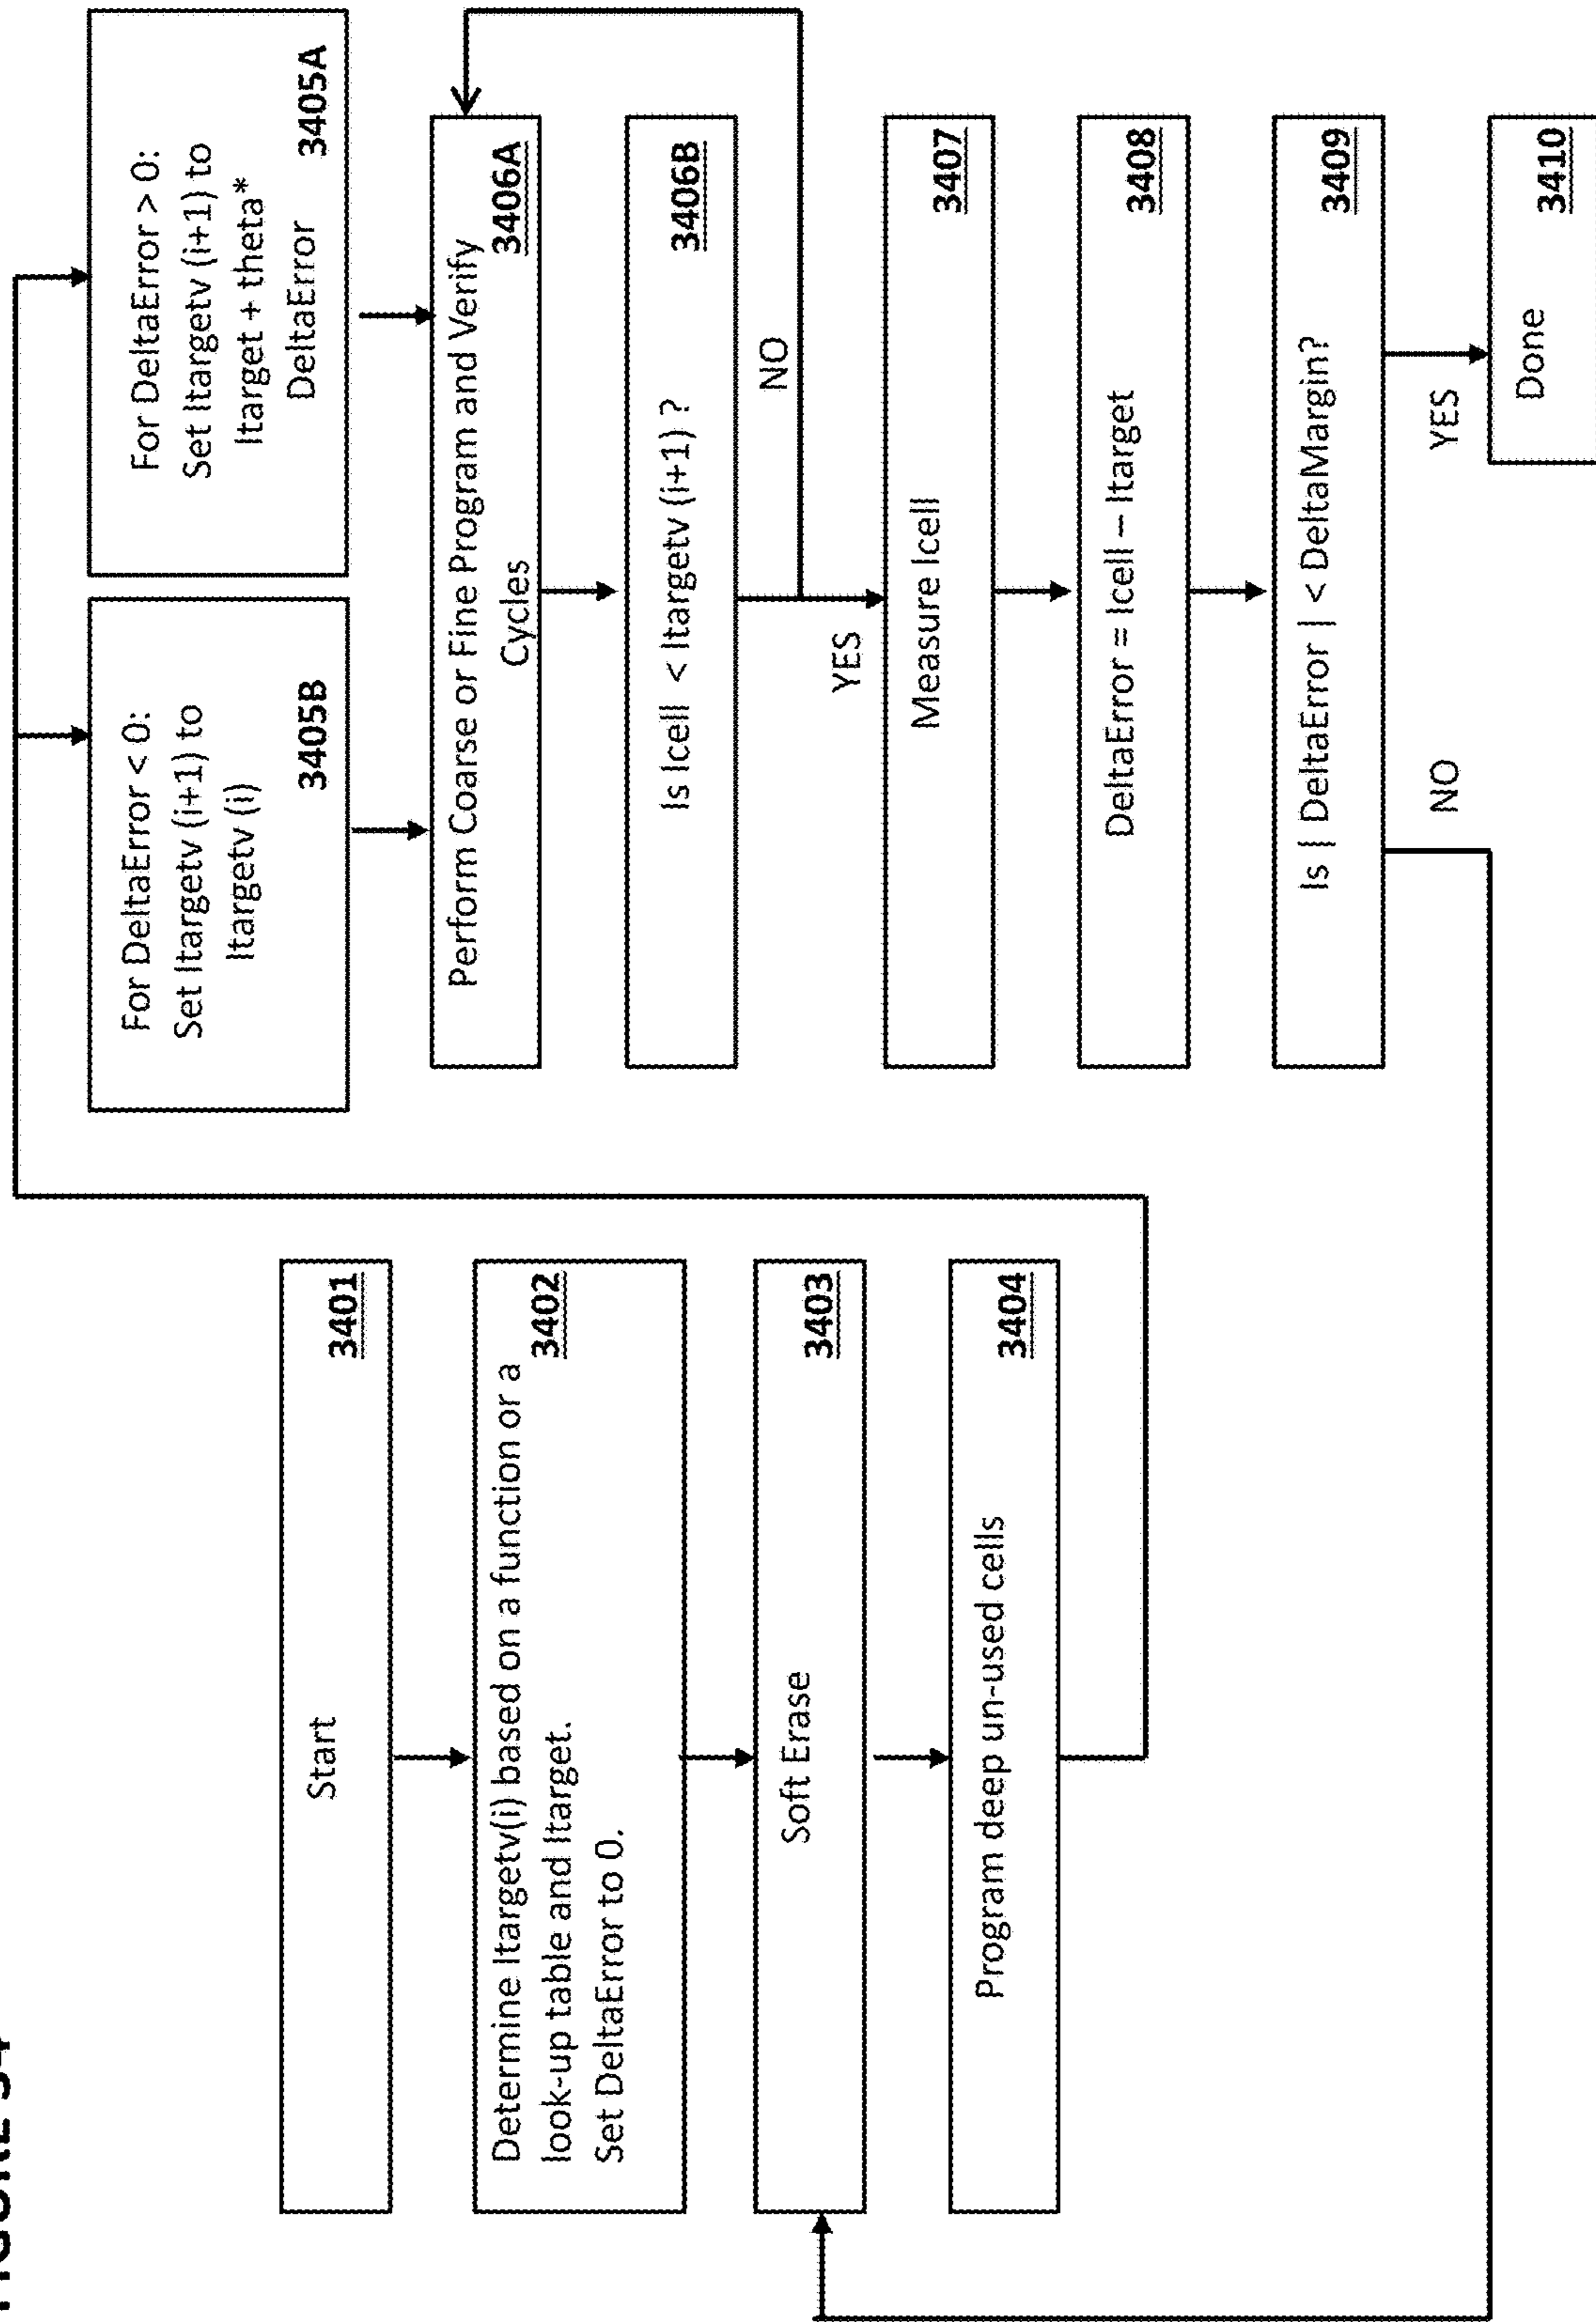 Start
3401
Determine Itargetv(i) based on a function or a
look-up table and Itarget.
Set DeltaError to 0.
3402
Soft Erase
3403
Program deep un-used cells
3404
For DeltaError < 0:
Set Itargetv (i+1) to
Itargetv (i)
3405B
For DeltaError > 0:
Set Itargetv (i+1) to
Itarget + theta*
DeltaError
3405A
Perform Coarse or Fine Program and Verify
Cycles
3406A
Is Icell < Itargetv (i+1) ?
3406B
NO
YES
Measure Icell
3407
DeltaError = Icell – Itarget
3408
Is | DeltaError | < DeltaMargin?
3409
NO
YES
Done
3410